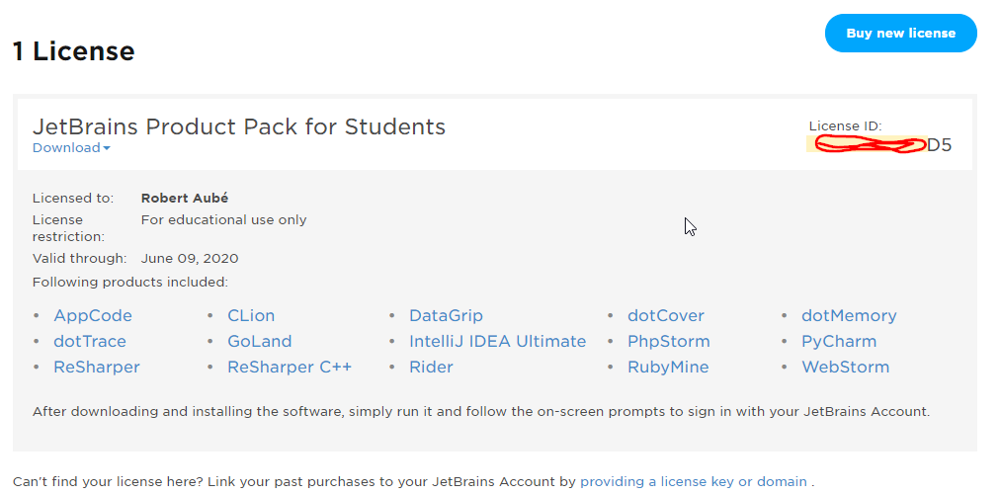 Buy new license
1 License
JetBrains Product Pack for Students
Download
License ID:
D5
Licensed to: Robert Aubé
License restriction: For educational use only
Valid through: June 09, 2020
Following products included:
• AppCode • CLion • DataGrip • dotCover • dotMemory
• dotTrace • GoLand • IntelliJ IDEA Ultimate • PhpStorm • PyCharm
• ReSharper • ReSharper C++ • Rider • RubyMine • WebStorm
After downloading and installing the software, simply run it and follow the on-screen prompts to sign in with your JetBrains Account.
Can't find your license here? Link your past purchases to your JetBrains Account by providing a license key or domain .